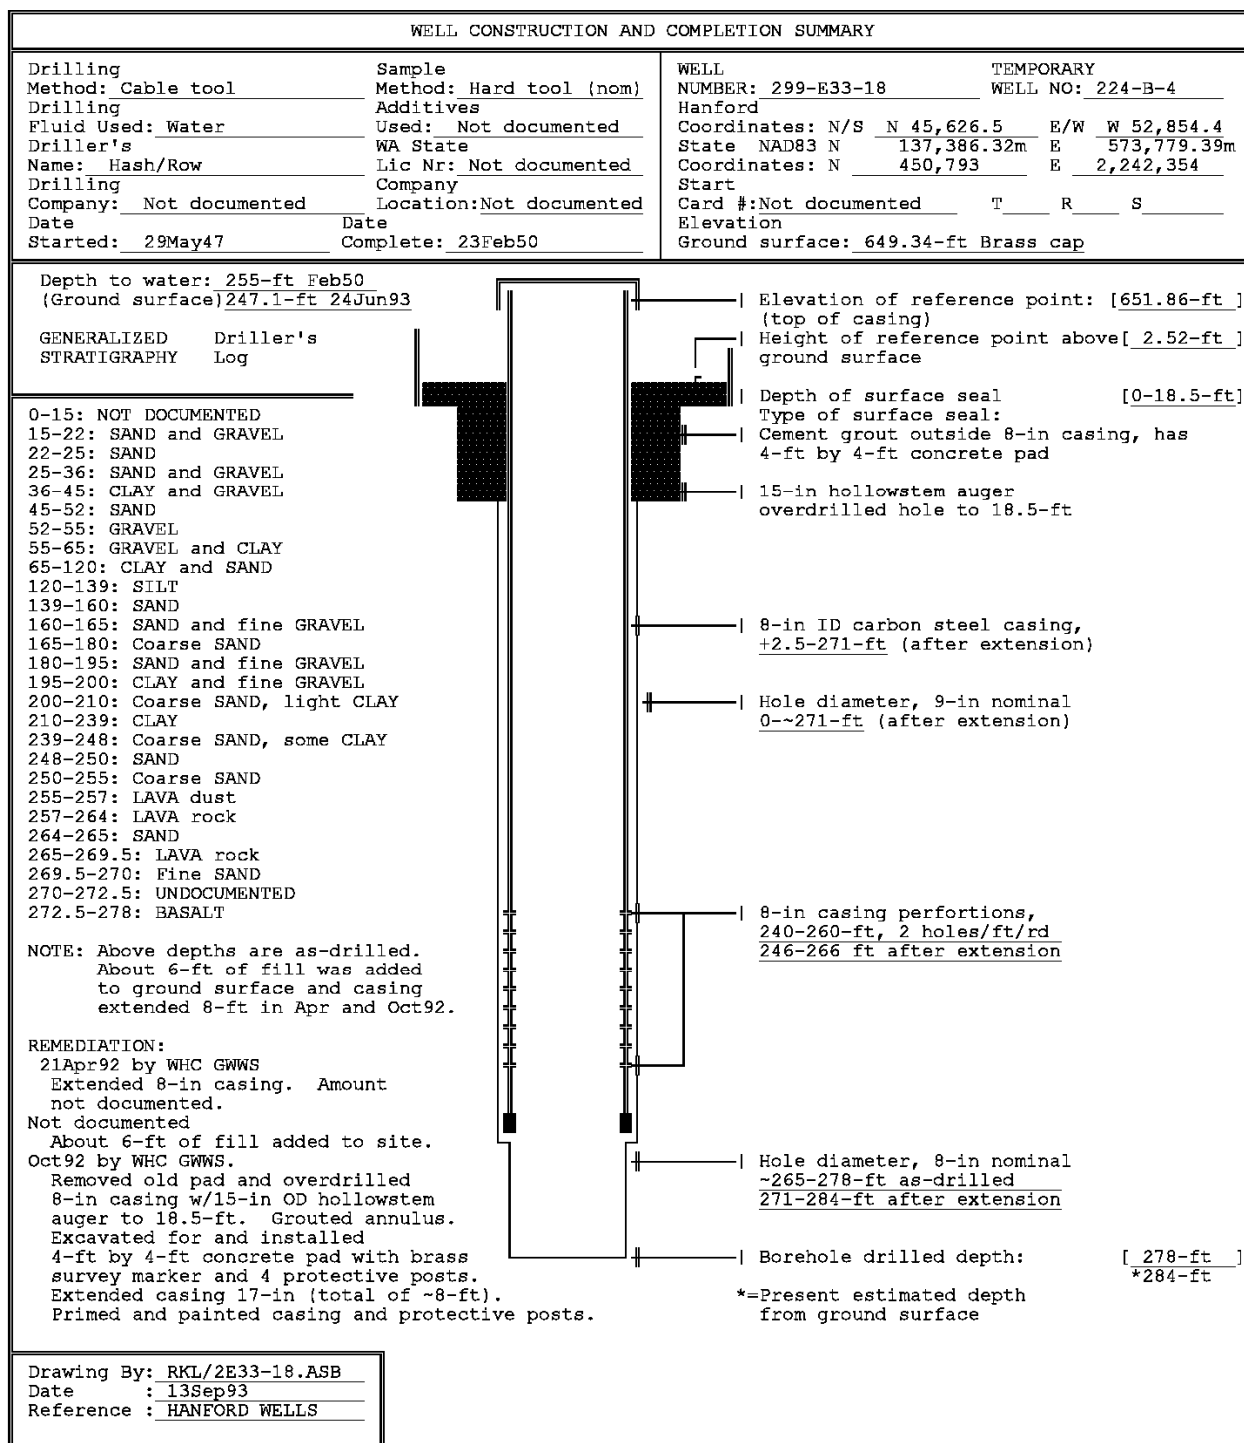 WELL CONSTRUCTION AND COMPLETION SUMMARY
Drilling Sample
Method: Cable tool Method: Hard tool (nom)
Drilling Additives
Fluid Used: Water Used: Not documented
Driller's WA State
Name: Hash/Row Lic Nr: Not documented
Drilling Company
Company: Not documented Location:Not documented
Date Date
Started: 29May47 Complete: 23Feb50
WELL TEMPORARY
NUMBER: 299-E33-18 WELL NO: 224-B-4
Hanford
Coordinates: N/S N 45,626.5 E/W W 52,854.4
State NAD83 N 137,386.32m E 573,779.39m
Coordinates: N 450,793 E 2,242,354
Start
Card #:Not documented T R S
Elevation
Ground surface: 649.34-ft Brass cap
Depth to water: 255-ft Feb50
(Ground surface)247.1-ft 24Jun93
GENERALIZED Driller's
STRATIGRAPHY Log
0-15: NOT DOCUMENTED
15-22: SAND and GRAVEL
22-25: SAND
25-36: SAND and GRAVEL
36-45: CLAY and GRAVEL
45-52: SAND
52-55: GRAVEL
55-65: GRAVEL and CLAY
65-120: CLAY and SAND
120-139: SILT
139-160: SAND
160-165: SAND and fine GRAVEL
165-180: Coarse SAND
180-195: SAND and fine GRAVEL
195-200: CLAY and fine GRAVEL
200-210: Coarse SAND, light CLAY
210-239: CLAY
239-248: Coarse SAND, some CLAY
248-250: SAND
250-255: Coarse SAND
255-257: LAVA dust
257-264: LAVA rock
264-265: SAND
265-269.5: LAVA rock
269.5-270: Fine SAND
270-272.5: UNDOCUMENTED
272.5-278: BASALT
NOTE: Above depths are as-drilled.
About 6-ft of fill was added
to ground surface and casing
extended 8-ft in Apr and Oct92.
REMEDIATION:
21Apr92 by WHC GWWS
Extended 8-in casing. Amount
not documented.
Not documented
About 6-ft of fill added to site.
Oct92 by WHC GWWS.
Removed old pad and overdrilled
8-in casing w/15-in OD hollowstem
auger to 18.5-ft. Grouted annulus.
Excavated for and installed
4-ft by 4-ft concrete pad with brass
survey marker and 4 protective posts.
Extended casing 17-in (total of ~8-ft).
Primed and painted casing and protective posts.
Elevation of reference point: [651.86-ft ]
(top of casing)
Height of reference point above[ 2.52-ft ]
ground surface
Depth of surface seal [0-18.5-ft]
Type of surface seal:
Cement grout outside 8-in casing, has
4-ft by 4-ft concrete pad
15-in hollowstem auger
overdrilled hole to 18.5-ft
8-in ID carbon steel casing,
+2.5-271-ft (after extension)
Hole diameter, 9-in nominal
0-~271-ft (after extension)
8-in casing perfortions,
240-260-ft, 2 holes/ft/rd
246-266 ft after extension
Hole diameter, 8-in nominal
~265-278-ft as-drilled
271-284-ft after extension
Borehole drilled depth: [ 278-ft ]
*284-ft
*=Present estimated depth
from ground surface
Drawing By: RKL/2E33-18.ASB
Date : 13Sep93
Reference : HANFORD WELLS